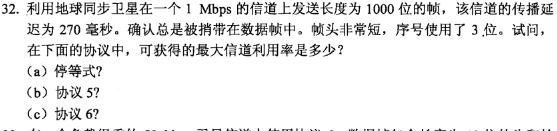 32. 利用地球同步卫星在一个 1 Mbps 的信道上发送长度为 1000 位的帧，该信道的传播延
迟为 270 毫秒。确认总是被捎带在数据帧中。帧头非常短，序号使用了 3 位。试问，
在下面的协议中，可获得的最大信道利用率是多少？
（a）停等式？
（b）协议 5？
（c）协议 6？